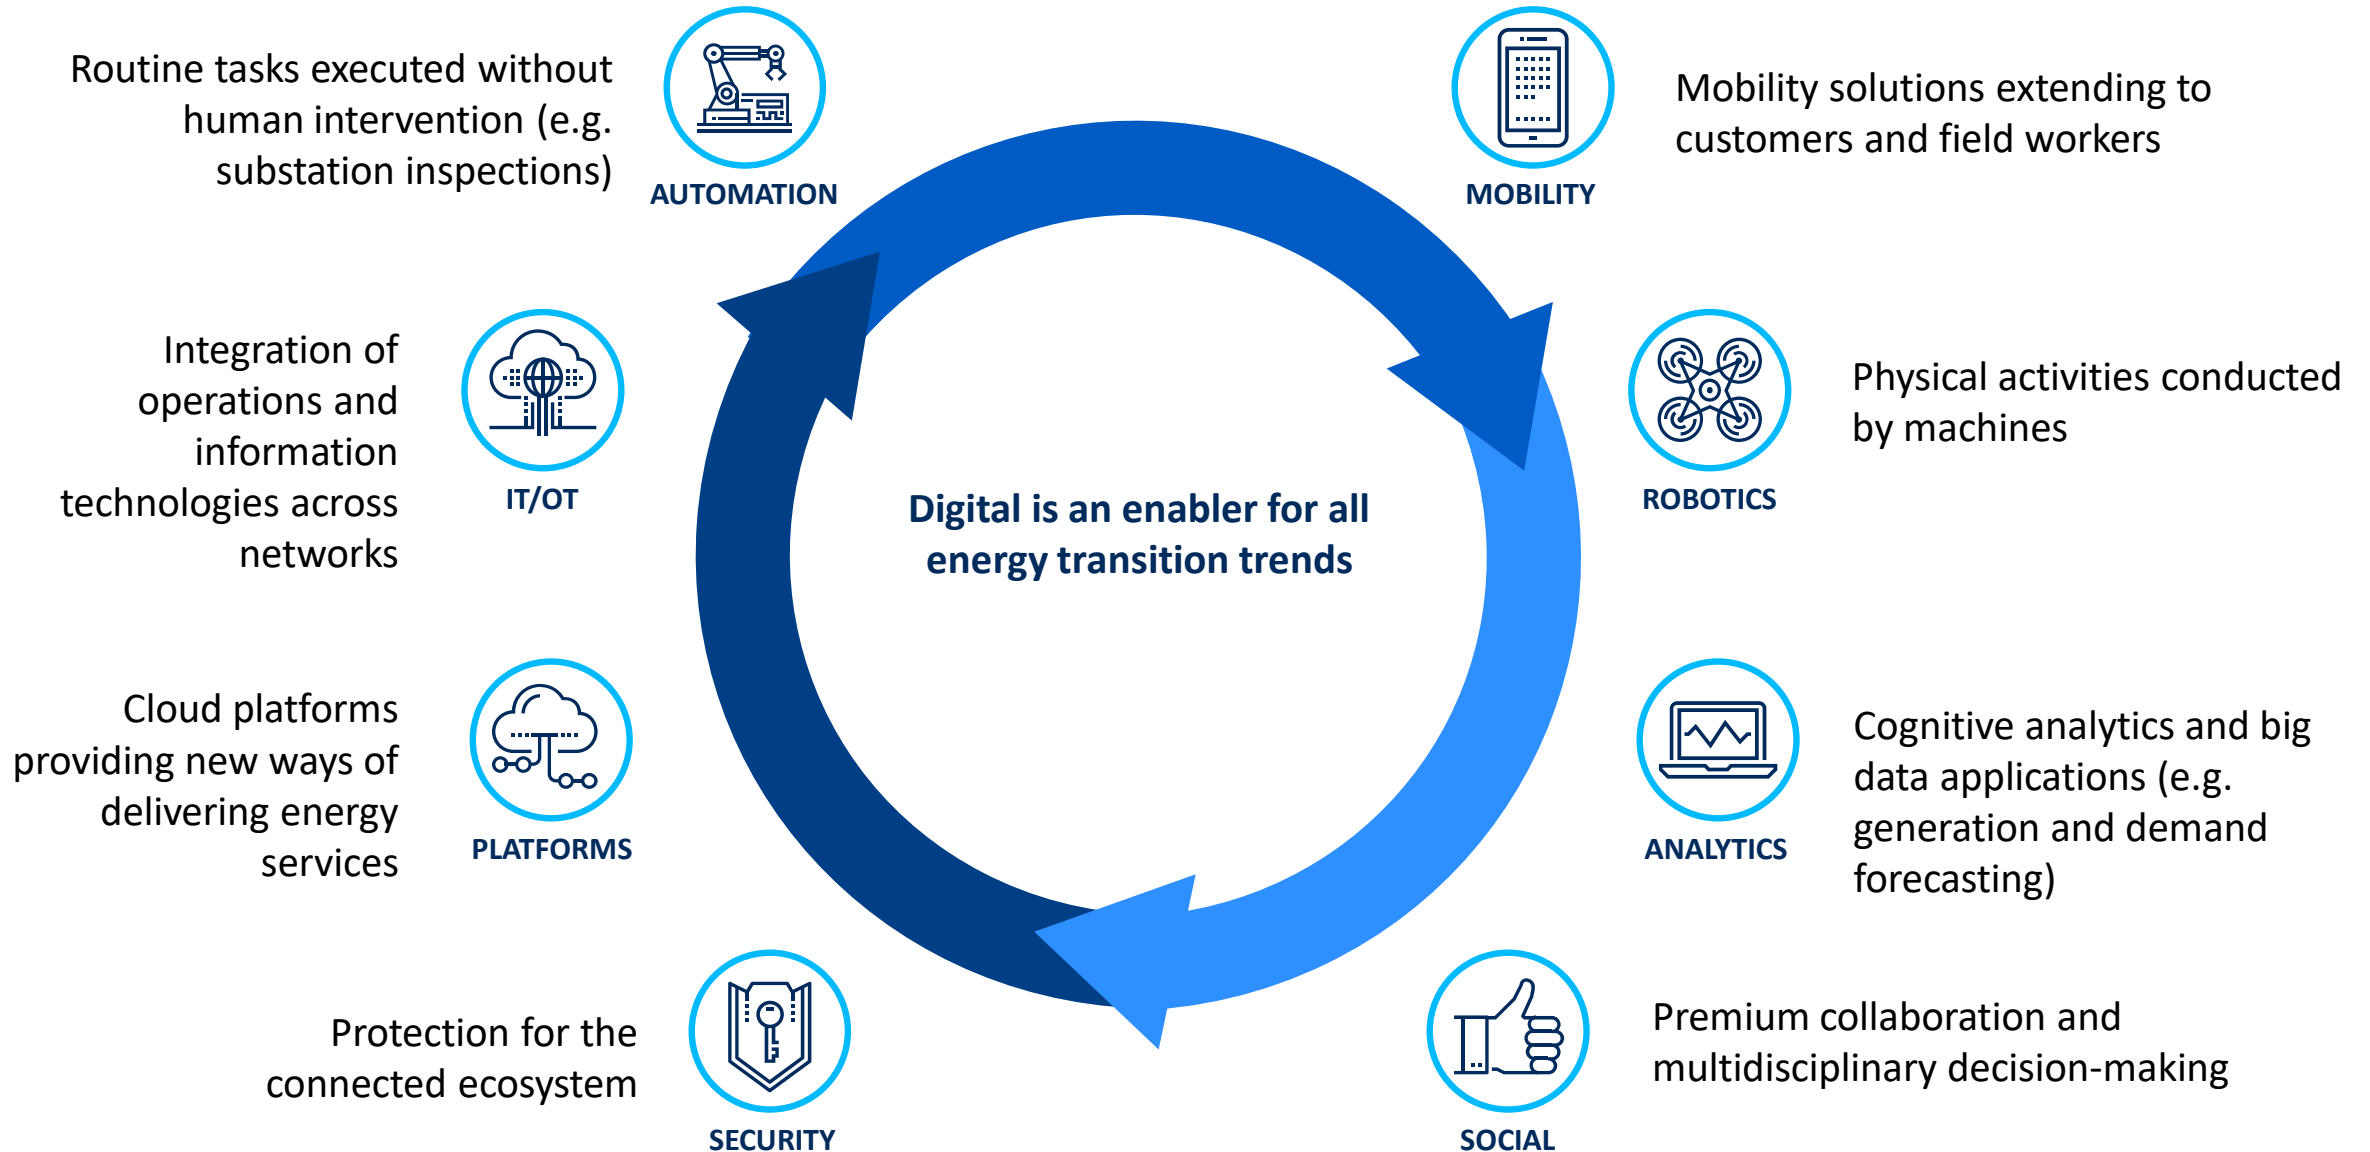 Routine tasks executed without
human intervention (e.g.
substation inspections)
AUTOMATION
Mobility solutions extending to
customers and field workers
MOBILITY
Integration of
operations and
information
technologies across
networks
IT/OT
Physical activities conducted
by machines
ROBOTICS
Digital is an enabler for all
energy transition trends
Cloud platforms
providing new ways of
delivering energy
services
PLATFORMS
Cognitive analytics and big
data applications (e.g.
generation and demand
forecasting)
ANALYTICS
Protection for the
connected ecosystem
SECURITY
Premium collaboration and
multidisciplinary decision-making
SOCIAL